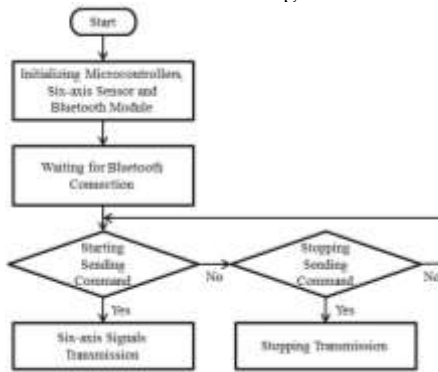 Start
Initializing Microcontrollers,
Six-axis Sensor and
Bluetooth Module
Waiting for Bluetooth
Connection
Starting
Sending
Command
No
Stopping
Sending
Command
No
Yes
Yes
Six-axis Signals
Transmission
Stopping Transmission